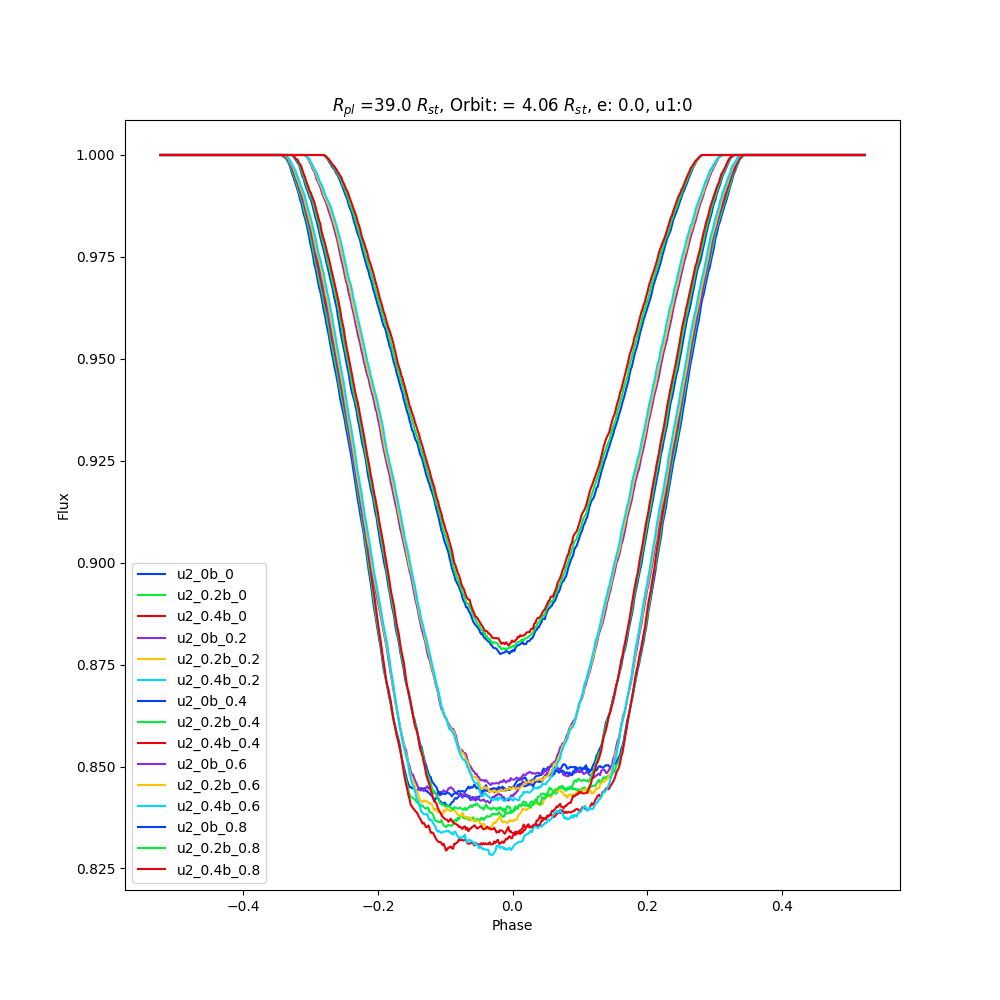 R_pl =39.0 R_st, Orbit: = 4.06 R_st, e: 0.0, u1:0
1.000
0.975
0.950
0.925
0.900
0.875
0.850
0.825
Flux
u2_0b_0
u2_0.2b_0
u2_0.4b_0
u2_0b_0.2
u2_0.2b_0.2
u2_0.4b_0.2
u2_0b_0.4
u2_0.2b_0.4
u2_0.4b_0.4
u2_0b_0.6
u2_0.2b_0.6
u2_0.4b_0.6
u2_0b_0.8
u2_0.2b_0.8
u2_0.4b_0.8
−0.4 −0.2 0.0 0.2 0.4
Phase